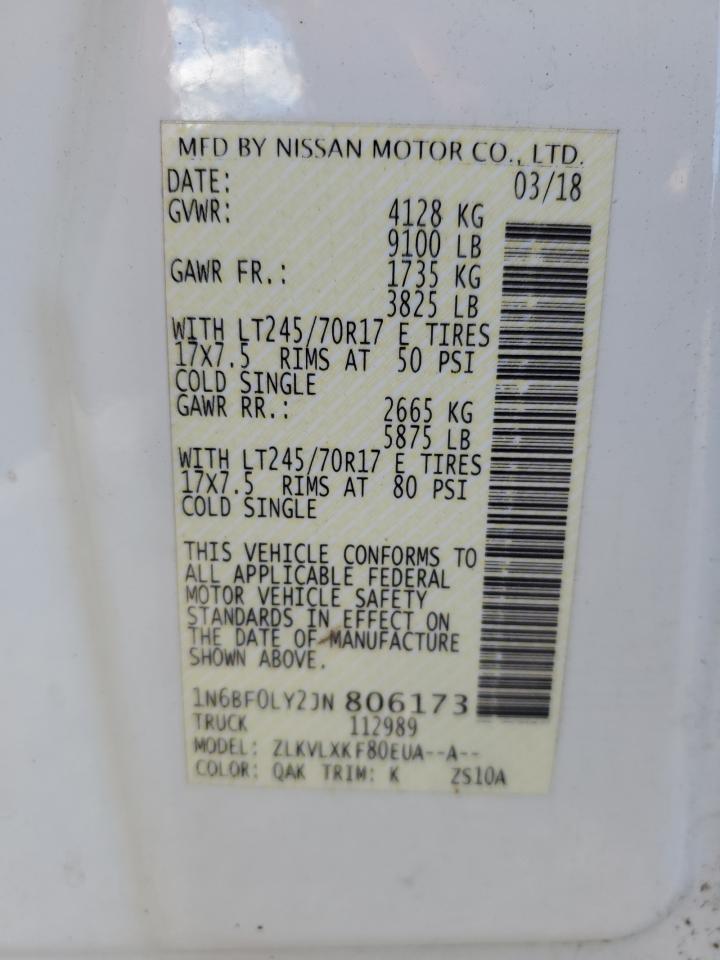 MFD BY NISSAN MOTOR CO., LTD.
DATE: 03/18
GVWR: 4128 KG
9100 LB
GAWR FR.: 1735 KG
3825 LB
WITH LT245/70R17 E TIRES
17X7.5 RIMS AT 50 PSI
COLD SINGLE
GAWR RR.: 2665 KG
5875 LB
WITH LT245/70R17 E TIRES
17X7.5 RIMS AT 80 PSI
COLD SINGLE
THIS VEHICLE CONFORMS TO
ALL APPLICABLE FEDERAL
MOTOR VEHICLE SAFETY
STANDARDS IN EFFECT ON
THE DATE OF MANUFACTURE
SHOWN ABOVE.
1N6BF0LY2JN 806173
TRUCK 112989
MODEL: ZLKVLXKF80EUA--A--
COLOR: QAK TRIM: K ZS10A